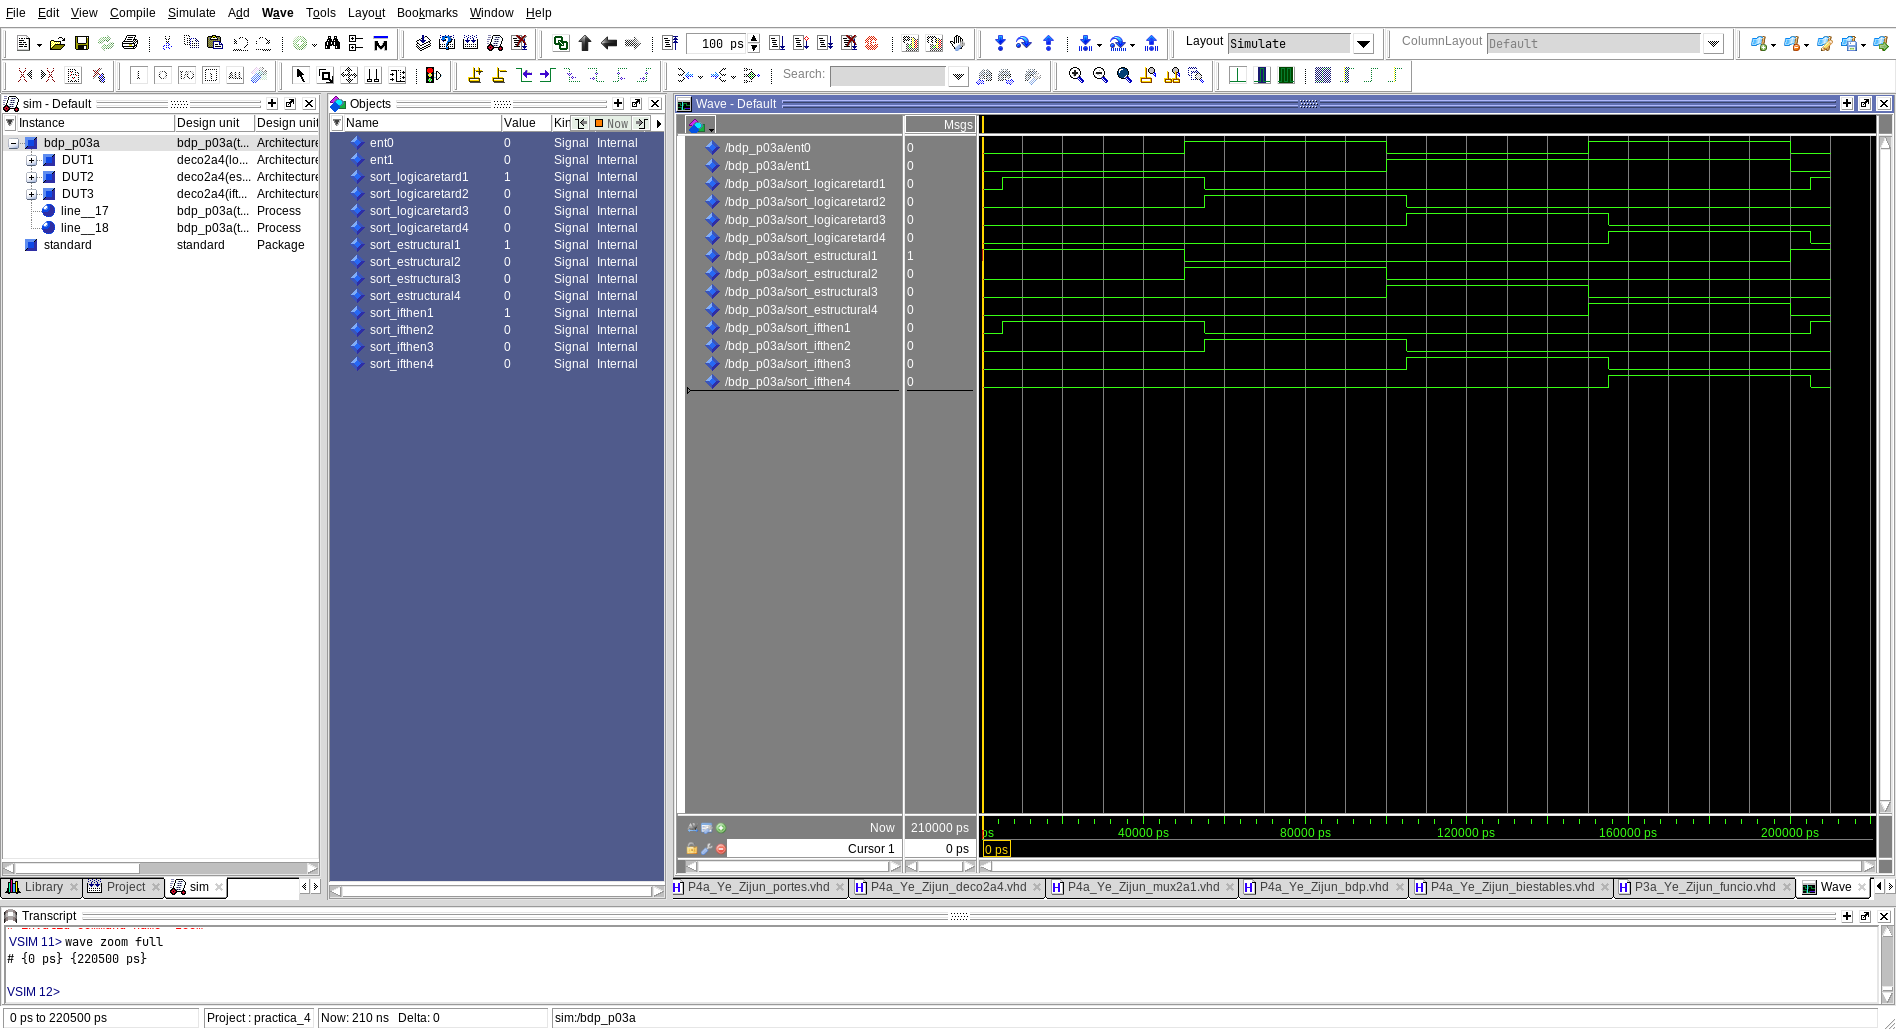 File Edit View Compile Simulate Add Wave Tools Layout Bookmarks Window Help
100 ps
Layout Simulate
ColumnLayout Default
Search:
sim - Default
Instance Design unit Design unit
bdp_p03a bdp_p03a(t... Architecture
DUT1 deco2a4(lo... Architecture
DUT2 deco2a4(es... Architecture
DUT3 deco2a4(ift... Architecture
line__17 bdp_p03a(t... Process
line__18 bdp_p03a(t... Process
standard standard Package
Library Project sim
Objects
Name Value Kin Now
ent0 0 Signal Internal
ent1 0 Signal Internal
sort_logicaretard1 1 Signal Internal
sort_logicaretard2 0 Signal Internal
sort_logicaretard3 0 Signal Internal
sort_logicaretard4 0 Signal Internal
sort_estructural1 1 Signal Internal
sort_estructural2 0 Signal Internal
sort_estructural3 0 Signal Internal
sort_estructural4 0 Signal Internal
sort_ifthen1 1 Signal Internal
sort_ifthen2 0 Signal Internal
sort_ifthen3 0 Signal Internal
sort_ifthen4 0 Signal Internal
Wave - Default
Msgs
/bdp_p03a/ent0 0
/bdp_p03a/ent1 0
/bdp_p03a/sort_logicaretard1 0
/bdp_p03a/sort_logicaretard2 0
/bdp_p03a/sort_logicaretard3 0
/bdp_p03a/sort_logicaretard4 0
/bdp_p03a/sort_estructural1 1
/bdp_p03a/sort_estructural2 0
/bdp_p03a/sort_estructural3 0
/bdp_p03a/sort_estructural4 0
/bdp_p03a/sort_ifthen1 0
/bdp_p03a/sort_ifthen2 0
/bdp_p03a/sort_ifthen3 0
/bdp_p03a/sort_ifthen4 0
Now 210000 ps
ps 40000 ps 80000 ps 120000 ps 160000 ps 200000 ps
Cursor 1 0 ps
0 ps
P4a_Ye_Zijun_portes.vhd P4a_Ye_Zijun_deco2a4.vhd P4a_Ye_Zijun_mux2a1.vhd P4a_Ye_Zijun_bdp.vhd P4a_Ye_Zijun_biestables.vhd P3a_Ye_Zijun_funcio.vhd Wave
Transcript
VSIM 11> wave zoom full
# {0 ps} {220500 ps}
VSIM 12>
0 ps to 220500 ps Project : practica_4 Now: 210 ns Delta: 0 sim:/bdp_p03a